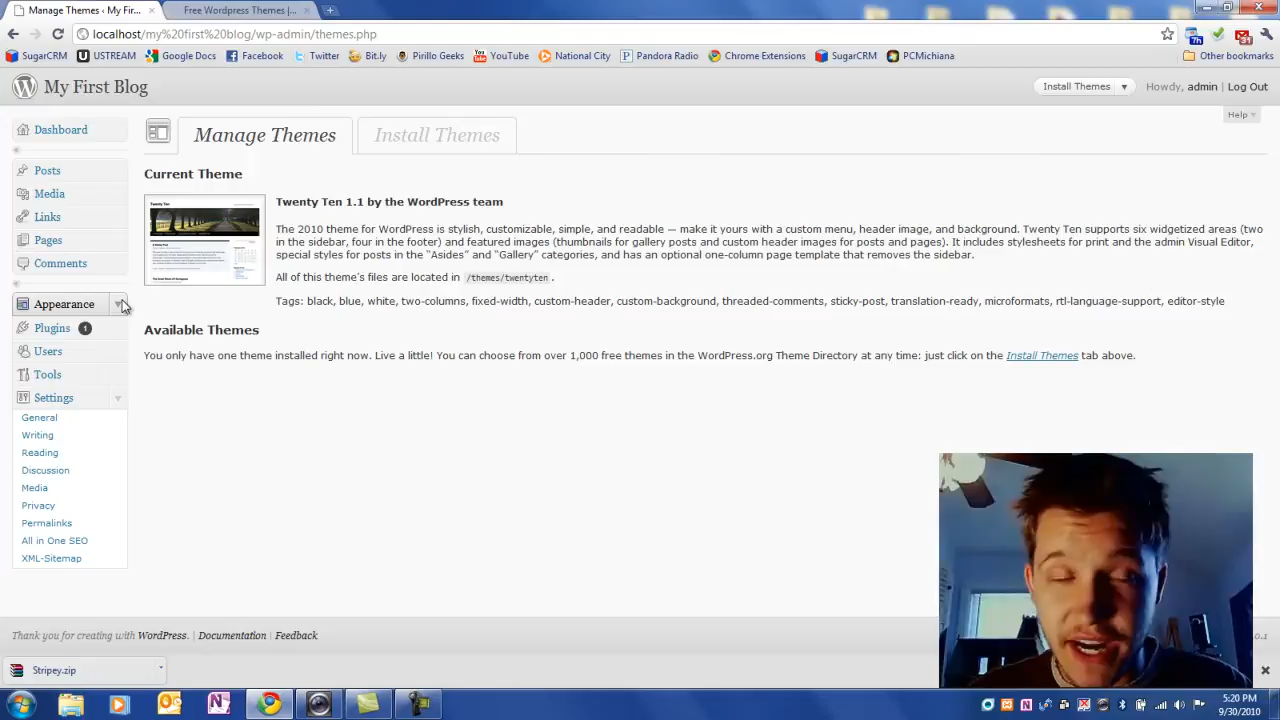 Manage Themes ‹ My Fir...
Free Wordpress Themes |...
localhost/my%20first%20blog/wp-admin/themes.php
SugarCRM
USTREAM
Google Docs
Facebook
Twitter
Bit.ly
Pirillo Geeks
YouTube
National City
Pandora Radio
Chrome Extensions
SugarCRM
PCMichiana
Other bookmarks
My First Blog
Install Themes
Howdy, admin | Log Out
Help
Dashboard
Posts
Media
Links
Pages
Comments
Appearance
Plugins 1
Users
Tools
Settings
General
Writing
Reading
Discussion
Media
Privacy
Permalinks
All in One SEO
XML-Sitemap
Manage Themes
Install Themes
Current Theme
Twenty Ten
Twenty Ten 1.1 by the WordPress team
The 2010 theme for WordPress is stylish, customizable, simple, and readable — make it yours with a custom menu, header image, and background. Twenty Ten supports six widgetized areas (two
in the sidebar, four in the footer) and featured images (thumbnails for gallery posts and custom header images for posts and pages). It includes stylesheets for print and the admin Visual Editor,
special styles for posts in the "Asides" and "Gallery" categories, and has an optional one-column page template that removes the sidebar.
All of this theme's files are located in /themes/twentyten .
Tags: black, blue, white, two-columns, fixed-width, custom-header, custom-background, threaded-comments, sticky-post, translation-ready, microformats, rtl-language-support, editor-style
Available Themes
You only have one theme installed right now. Live a little! You can choose from over 1,000 free themes in the WordPress.org Theme Directory at any time: just click on the Install Themes tab above.
Thank you for creating with WordPress. | Documentation | Feedback
Stripey.zip
5:20 PM
9/30/2010